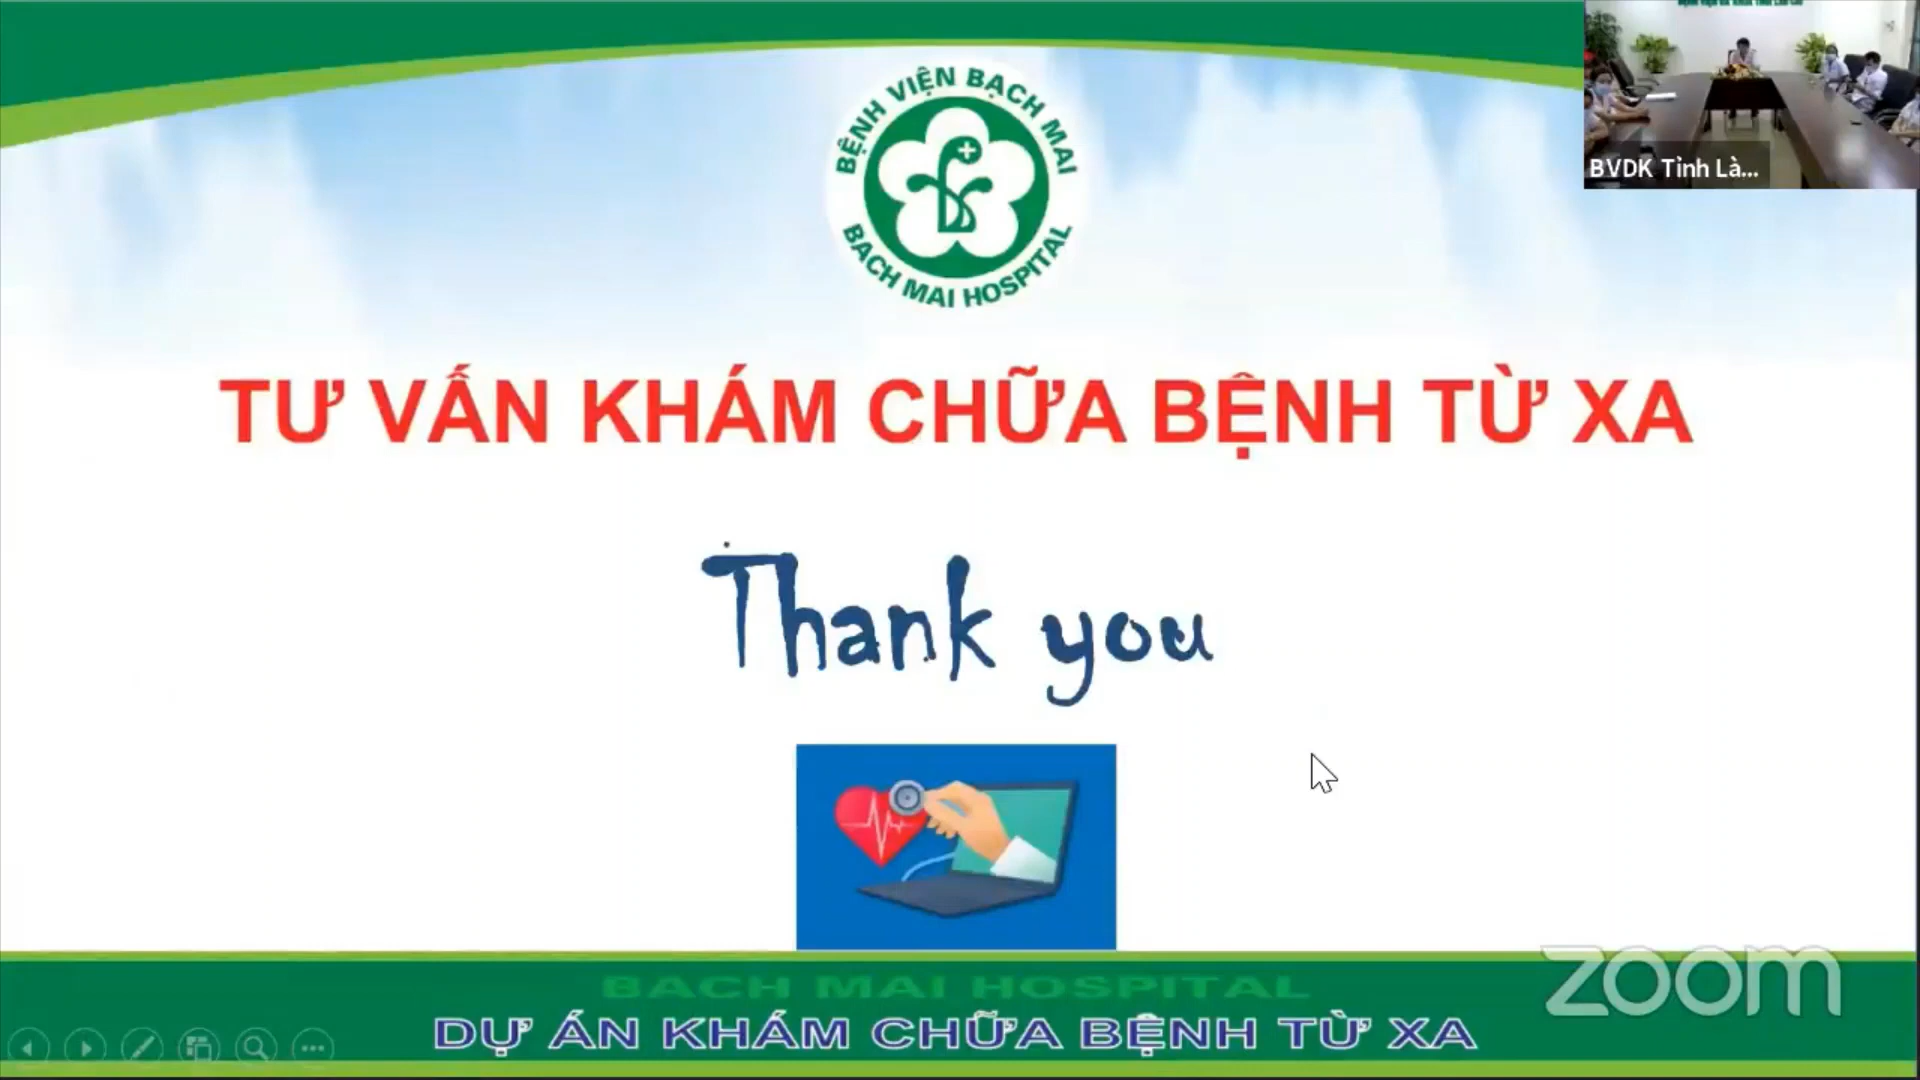 BỆNH VIỆN BẠCH MAI
BACH MAI HOSPITAL
BVDK Tỉnh Là...
TƯ VẤN KHÁM CHỮA BỆNH TỪ XA
Thank you
zoom
BACH MAI HOSPITAL
DỰ ÁN KHÁM CHỮA BỆNH TỪ XA